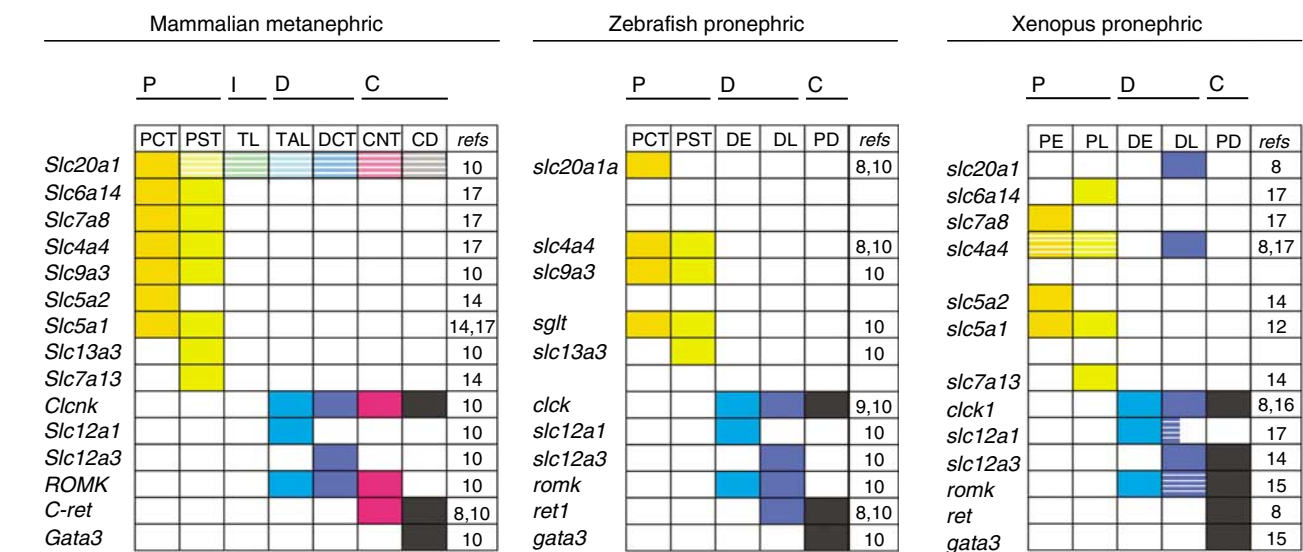 Mammalian metanephric
P I D C
PCT PST TL TAL DCT CNT CD refs
Slc20a1 10
Slc6a14 17
Slc7a8 17
Slc4a4 17
Slc9a3 10
Slc5a2 14
Slc5a1 14,17
Slc13a3 10
Slc7a13 14
Clcnk 10
Slc12a1 10
Slc12a3 10
ROMK 10
C-ret 8,10
Gata3 10
Zebrafish pronephric
P D C
PCT PST DE DL PD refs
slc20a1a 8,10
slc4a4 8,10
slc9a3 10
sglt 10
slc13a3 10
clck 9,10
slc12a1 10
slc12a3 10
romk 10
ret1 8,10
gata3 10
Xenopus pronephric
P D C
PE PL DE DL PD refs
slc20a1 8
slc6a14 17
slc7a8 17
slc4a4 8,17
slc5a2 14
slc5a1 12
slc7a13 14
clck1 8,16
slc12a1 17
slc12a3 14
romk 15
ret 8
gata3 15